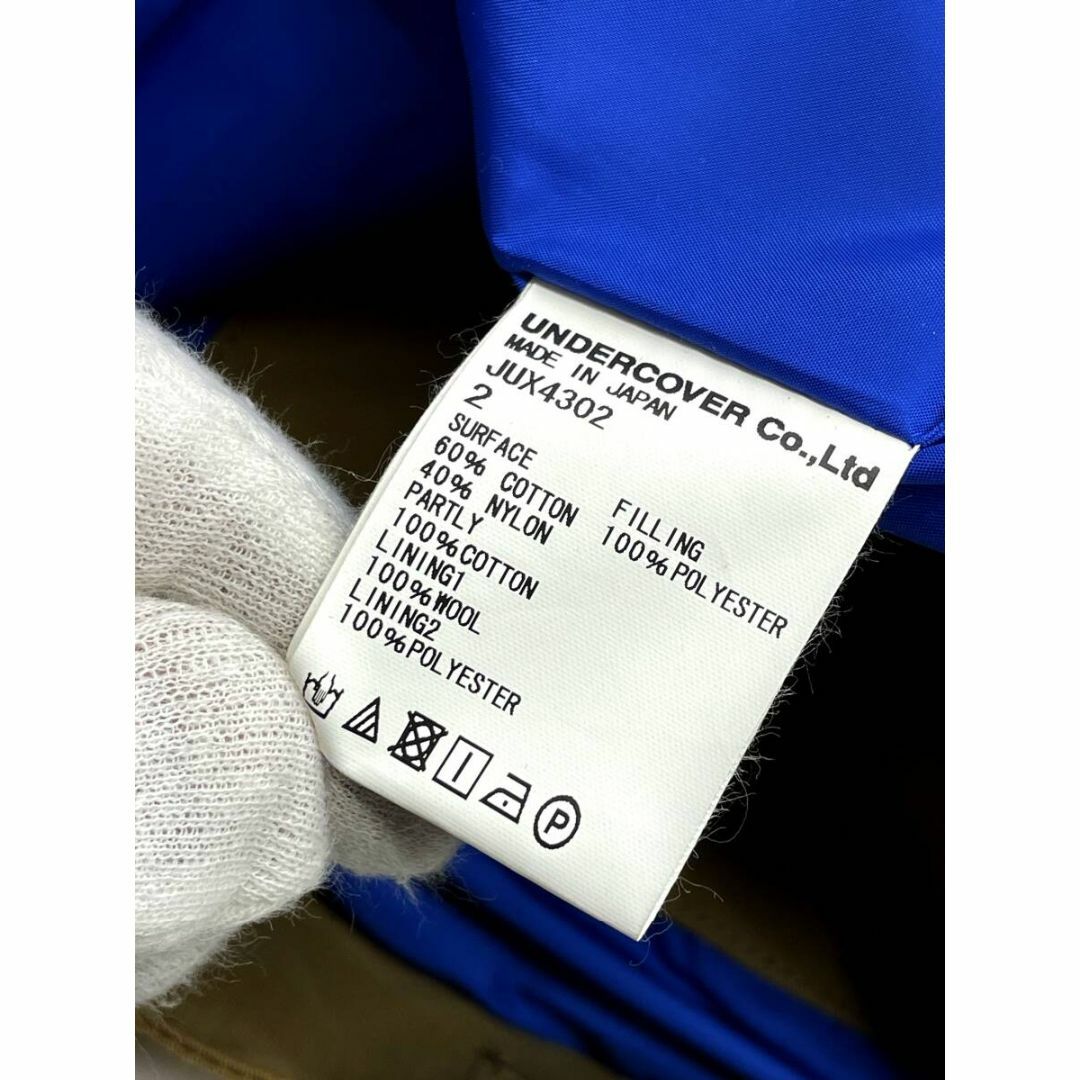 UNDERCOVER Co.,Ltd
MADE IN JAPAN
JUX4302
2
SURFACE
60% COTTON
40% NYLON
PARTLY
100%COTTON
LINING1
100%WOOL
LINING2
100%POLYESTER
FILLING
100%POLYESTER
P